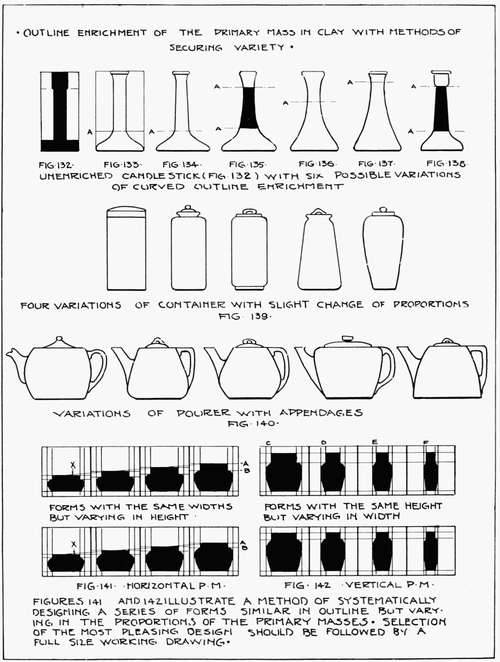 • OUTLINE ENRICHMENT OF THE PRIMARY MASS IN CLAY WITH METHODS OF
SECURING VARIETY •
A A A A A A
FIG·132· FIG·133· FIG·134· FIG·135· FIG·136· FIG·137· FIG·138
UNENRICHED CANDLESTICK (FIG 132) WITH SIX POSSIBLE VARIATIONS
OF CURVED OUTLINE ENRICHMENT
FOUR VARIATIONS OF CONTAINER WITH SLIGHT CHANGE OF PROPORTIONS
FIG· 139·
VARIATIONS OF POURER WITH APPENDAGES
FIG·140·
C D E F
X A
B
FORMS WITH THE SAME WIDTHS
BUT VARYING IN HEIGHT·
FORMS WITH THE SAME HEIGHT
BUT VARYING IN WIDTH
X A
B
FIG·141· ·HORIZONTAL P·M·
FIG· 142 ·VERTICAL P·M·
FIGURES 141 AND 142 ILLUSTRATE A METHOD OF SYSTEMATICALLY
DESIGNING A SERIES OF FORMS SIMILAR IN OUTLINE BUT VARY-
ING IN THE PROPORTIONS OF THE PRIMARY MASSES· SELECTION
OF THE MOST PLEASING DESIGN SHOULD BE FOLLOWED BY A
FULL SIZE WORKING DRAWING·